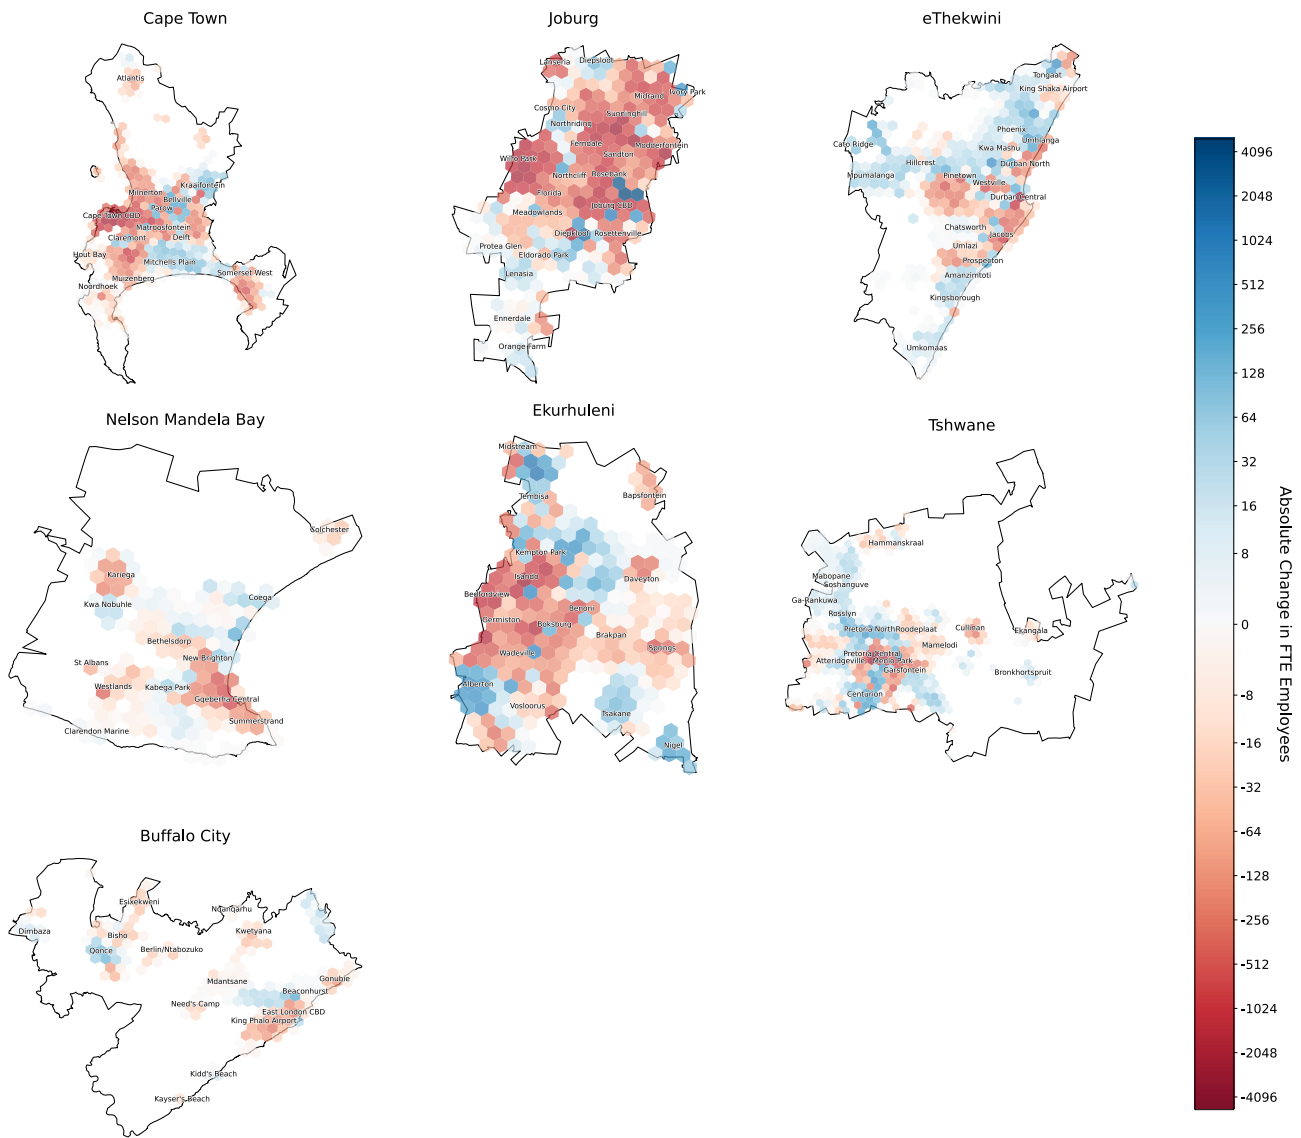 Cape Town
Atlantis
Kraaifontein
Milnerton
Bellville
Parow
Cape Town CBD
Matroosfontein
Claremont
Delft
Hout Bay
Mitchells Plain
Somerset West
Muizenberg
Noordhoek
Joburg
Lanseria
Diepsloot
Ivory Park
Midrand
Cosmo City
Sunninghill
Northriding
Ferndale
Modderfontein
Wilro Park
Sandton
Northcliff
Rosebank
Florida
Joburg CBD
Meadowlands
Diepkloof
Rosettenville
Protea Glen
Eldorado Park
Lenasia
Ennerdale
Orange Farm
eThekwini
Tongaat
King Shaka Airport
Phoenix
Umhlanga
Cato Ridge
Kwa Mashu
Hillcrest
Durban North
Mpumalanga
Pinetown
Westville
Durban Central
Chatsworth
Jacobs
Umlazi
Prospecton
Amanzimtoti
Kingsborough
Umkomaas
Nelson Mandela Bay
Colchester
Kariega
Kwa Nobuhle
Coega
Bethelsdorp
New Brighton
St Albans
Westlands
Kabega Park
Gqeberha Central
Summerstrand
Clarendon Marine
Ekurhuleni
Midstream
Tembisa
Bapsfontein
Kempton Park
Isando
Daveyton
Bedfordview
Benoni
Germiston
Boksburg
Brakpan
Wadeville
Springs
Alberton
Vosloorus
Tsakane
Nigel
Tshwane
Hammanskraal
Mabopane
Soshanguve
Ga-Rankuwa
Rosslyn
Pretoria North
Roodeplaat
Cullinan
Ekangala
Mamelodi
Pretoria Central
Atteridgeville
Menlo Park
Garsfontein
Bronkhortspruit
Centurion
Buffalo City
Esixekweni
Nqanqarhu
Dimbaza
Bisho
Kwetyana
Qonce
Berlin/Ntabozuko
Mdantsane
Gonubie
Beaconhurst
Need's Camp
East London CBD
King Phalo Airport
Kidd's Beach
Kayser's Beach
4096
2048
1024
512
256
128
64
32
16
8
0
-8
-16
-32
-64
-128
-256
-512
-1024
-2048
-4096
Absolute Change in FTE Employees